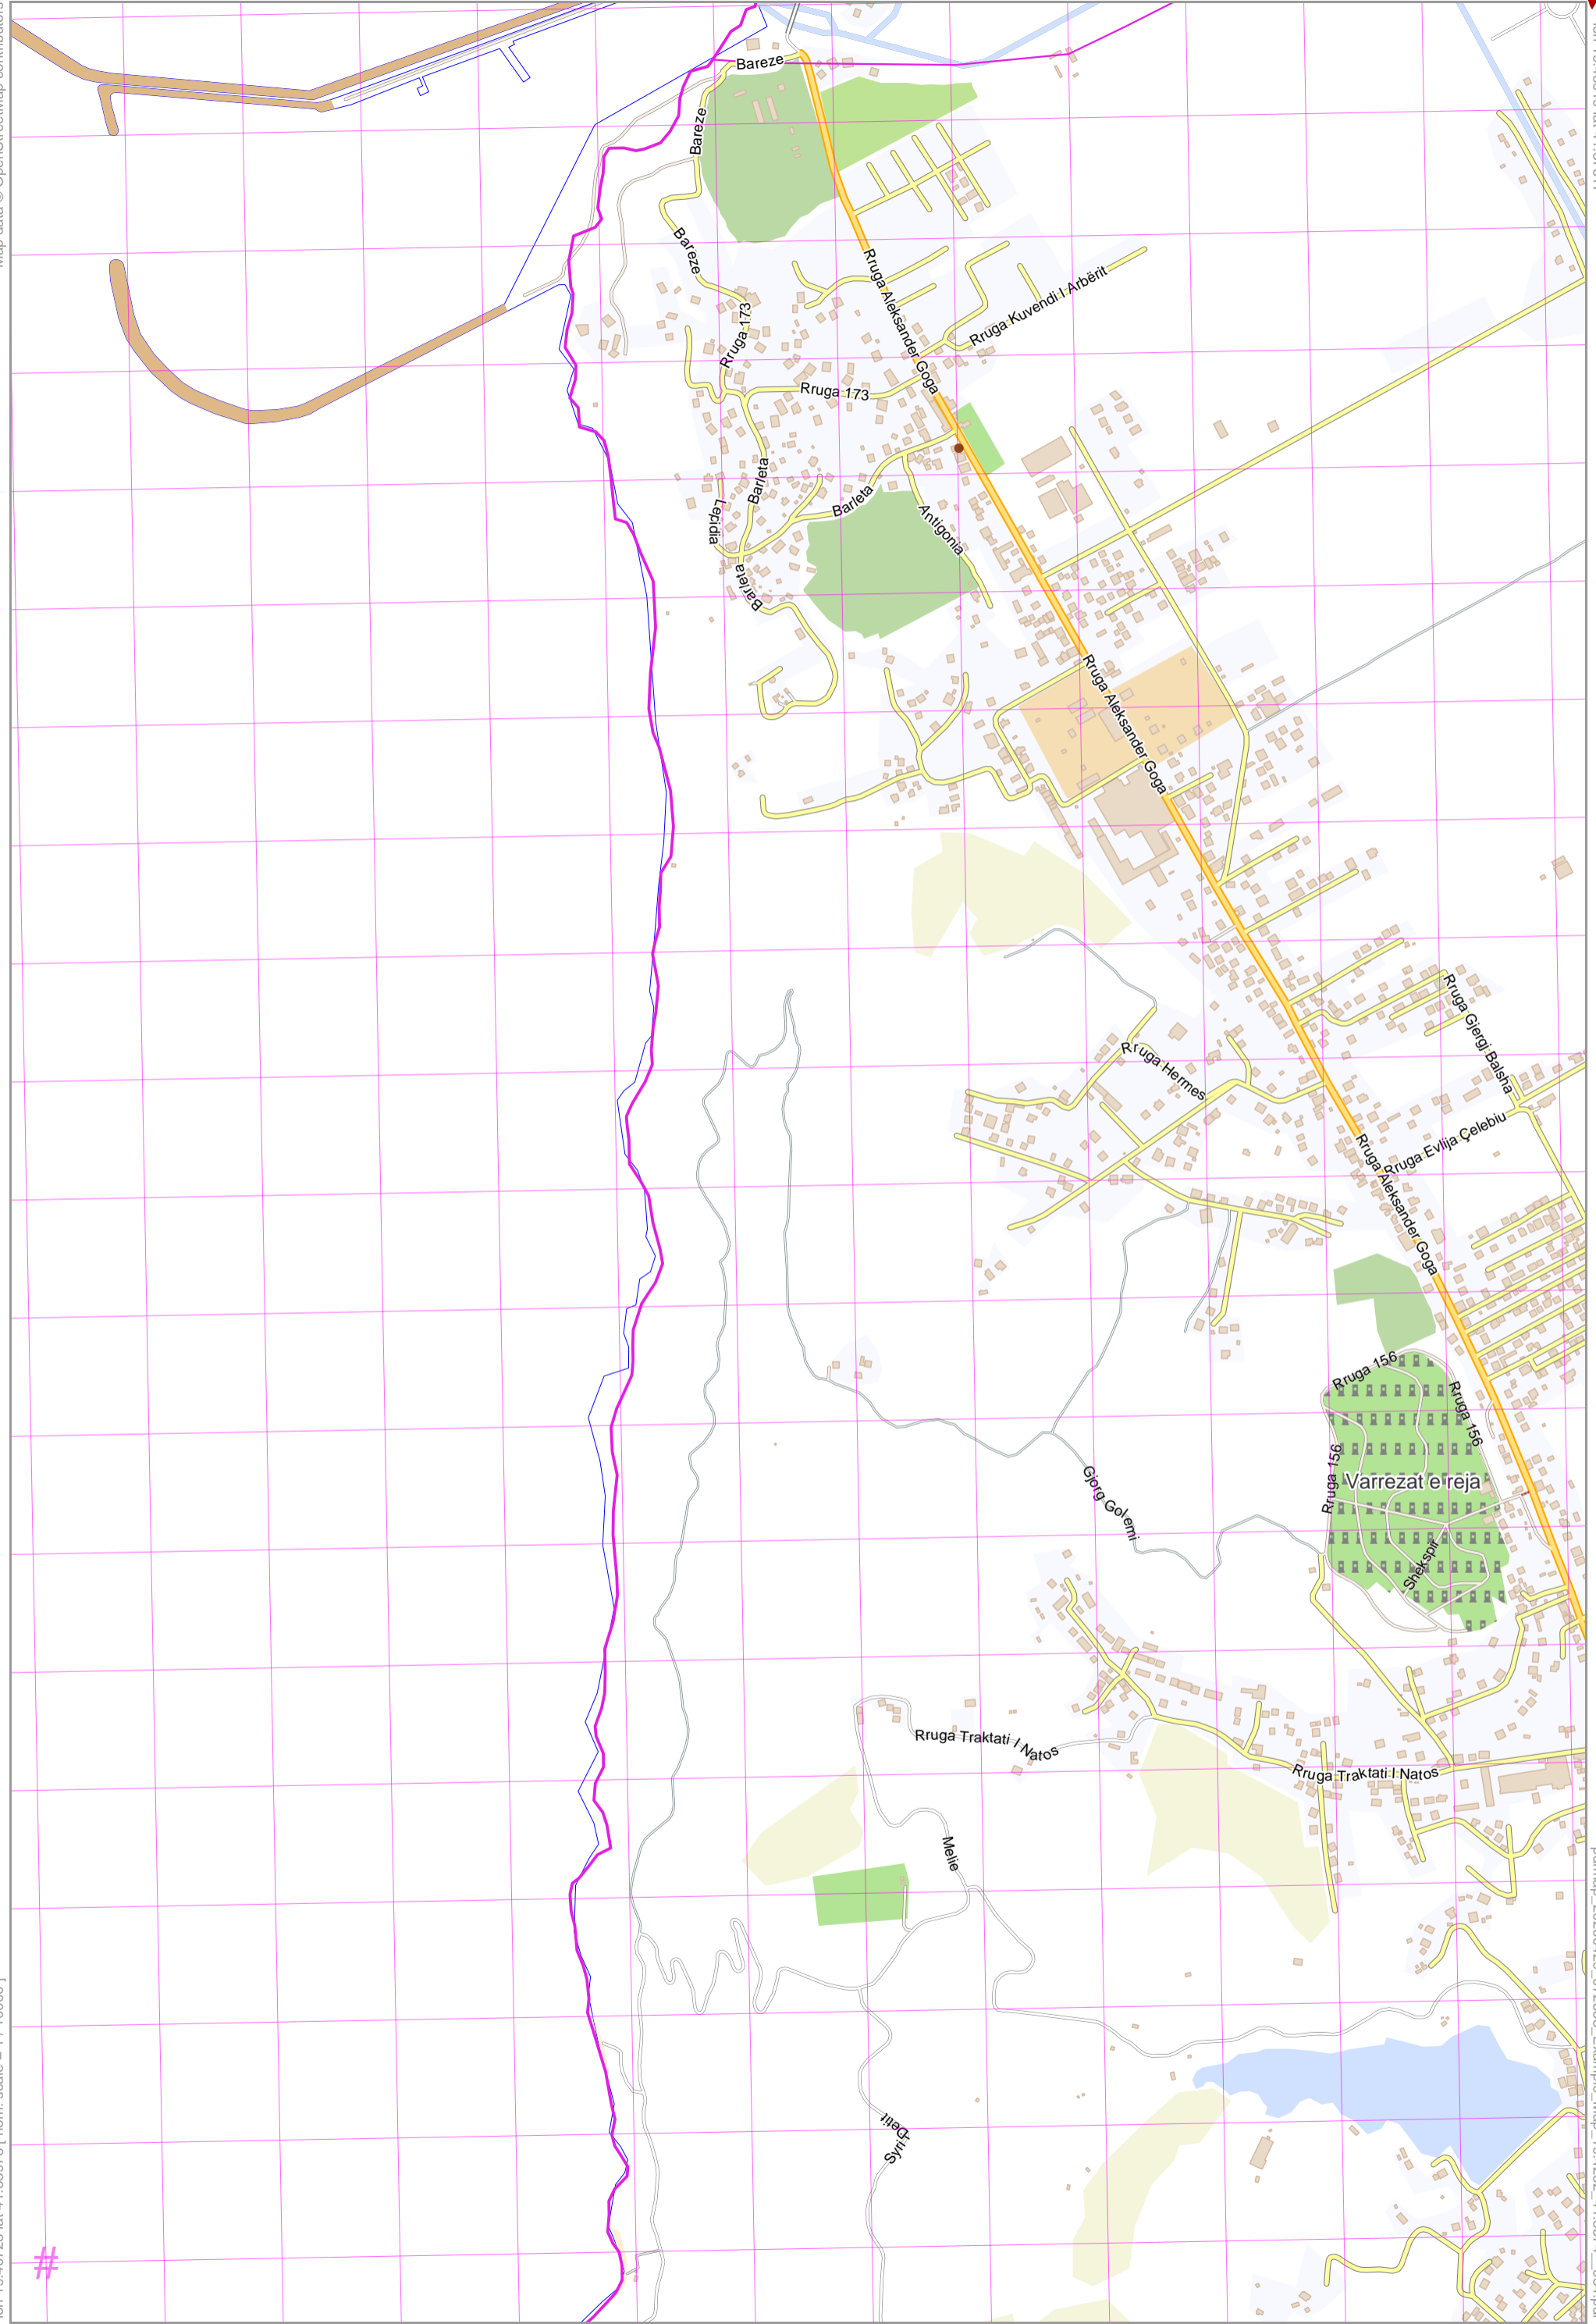 Bareze
Bareze
Bareze
Rruga Aleksander Goga
Rruga Kuvendi I Arbërit
Rruga 173
Rruga 173
Barleta
Barleta
Lepidia
Antigonia
Barleta
Rruga Aleksander Goga
Rruga Gjergj Balsha
Rruga Hermes
Rruga Evlija Çelebiu
Rruga Aleksander Goga
Rruga 156
Rruga 156
Rruga 156
Varrezat e reja
Gjorg Golemi
Shekspir
Rruga Traktati I Natos
Rruga Traktati I Natos
Melie
Syri I Detit
#